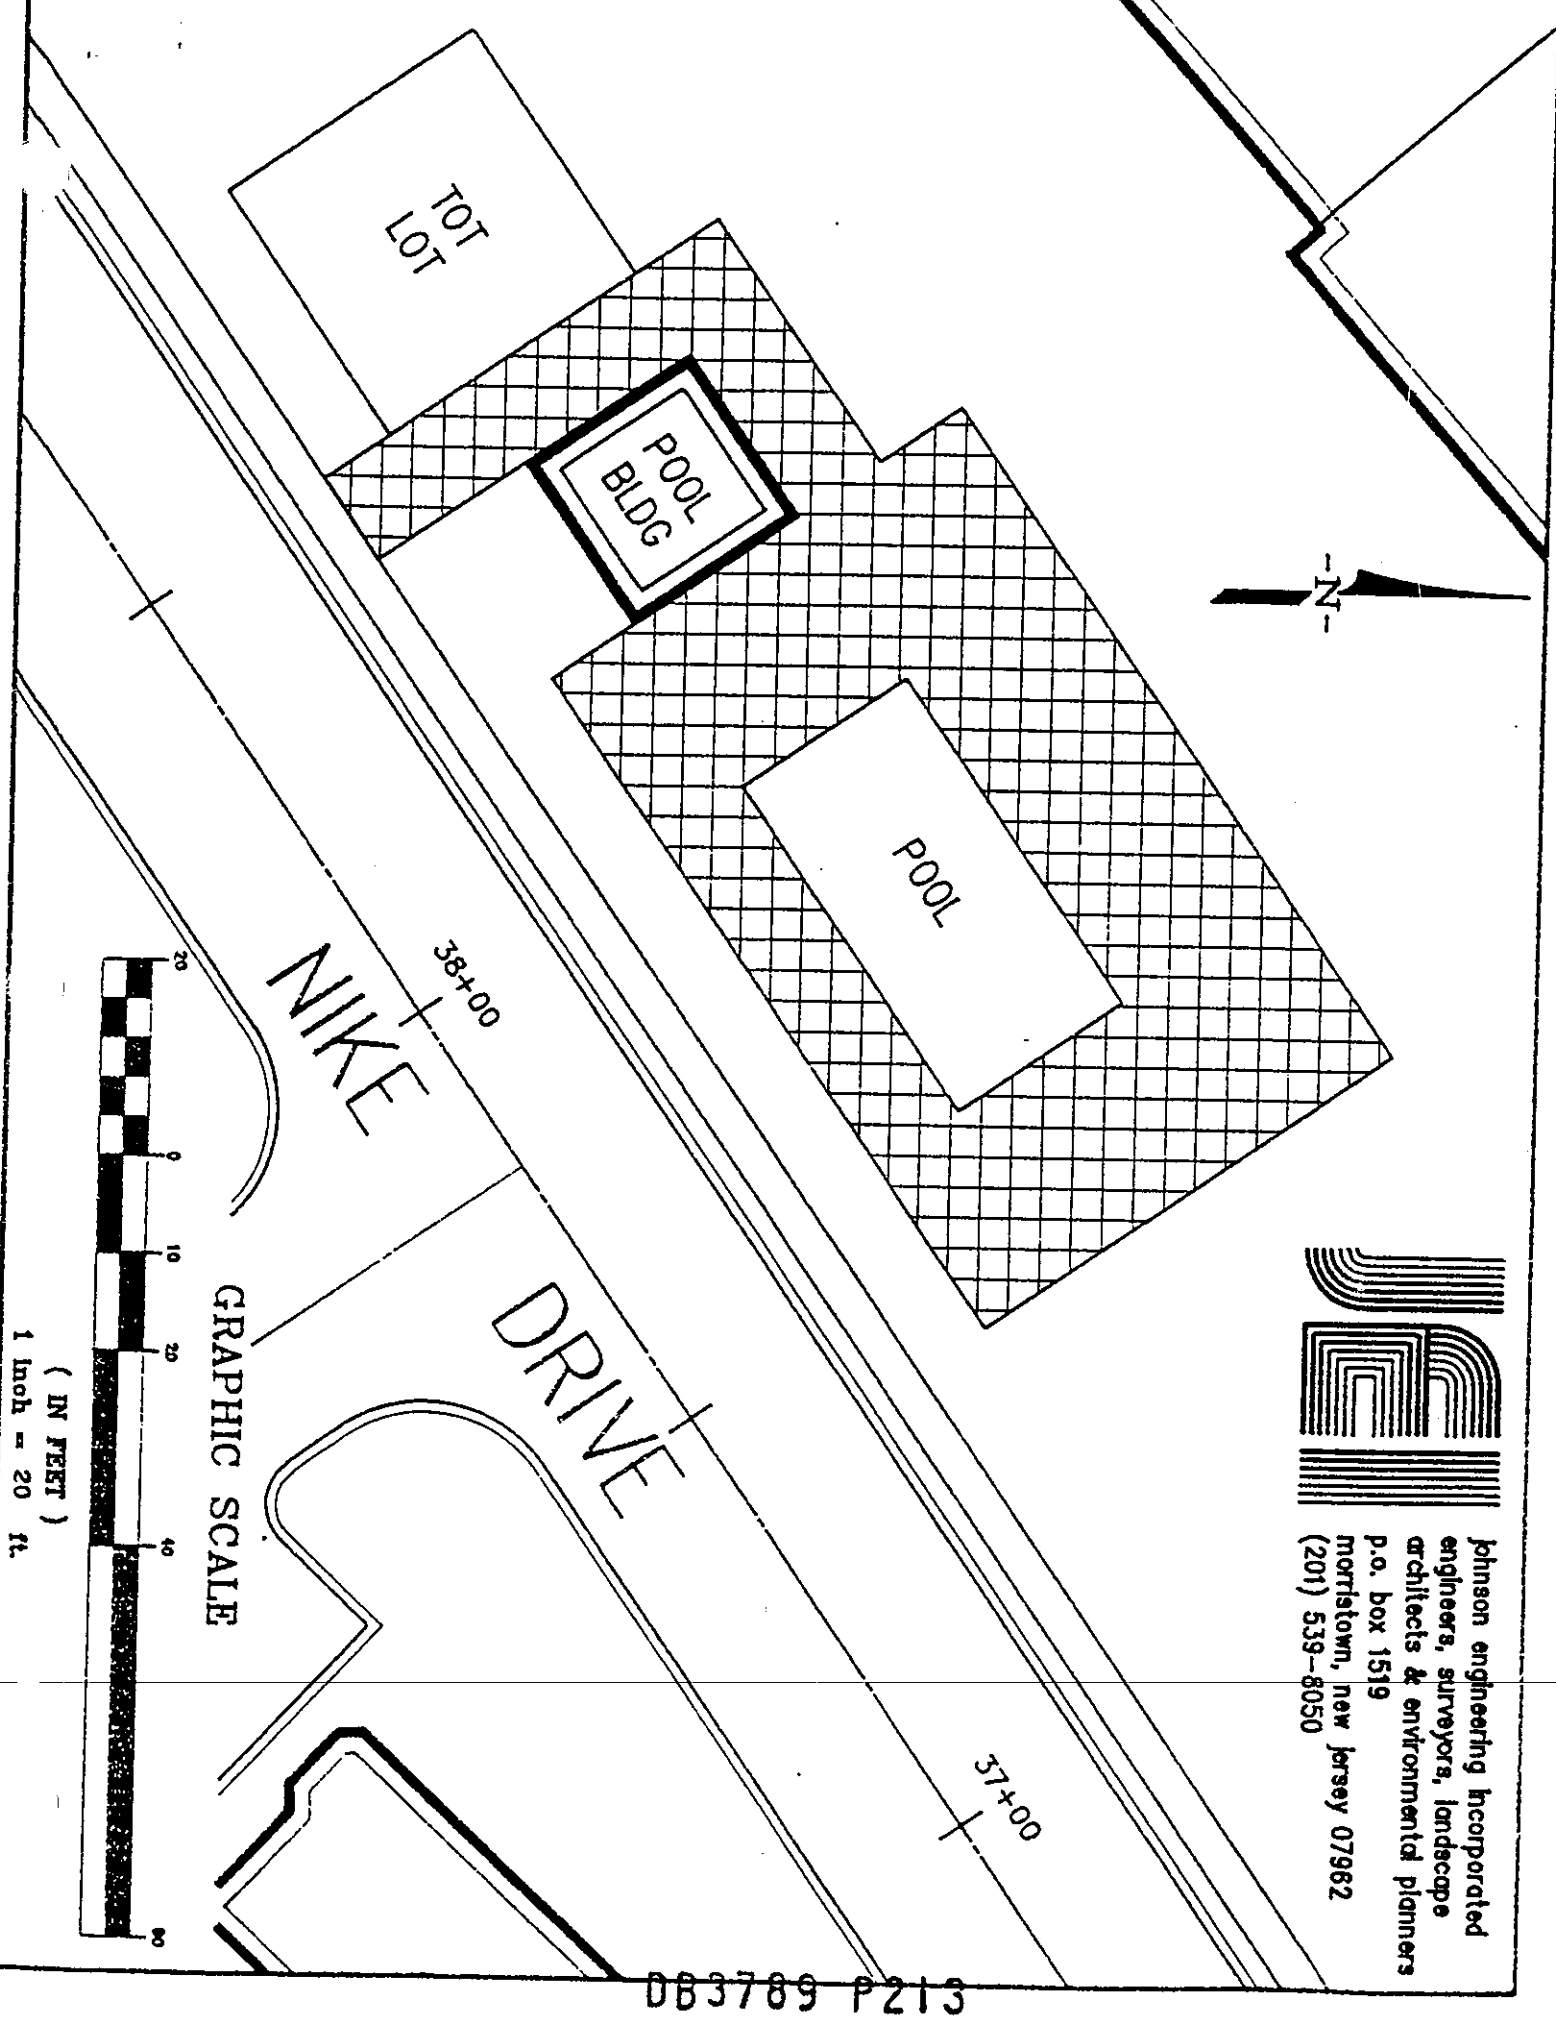 TOT
LOT
POOL
BLDG
POOL
-N-
38+00
NIKE
DRIVE
37+00
johnson engineering incorporated
engineers, surveyors, landscape
architects & environmental planners
p.o. box 1519
morristown, new jersey 07962
(201) 539-8050
GRAPHIC SCALE
20 0 10 20 40 80
( IN FEET )
1 inch = 20 ft.
DB3789 P213